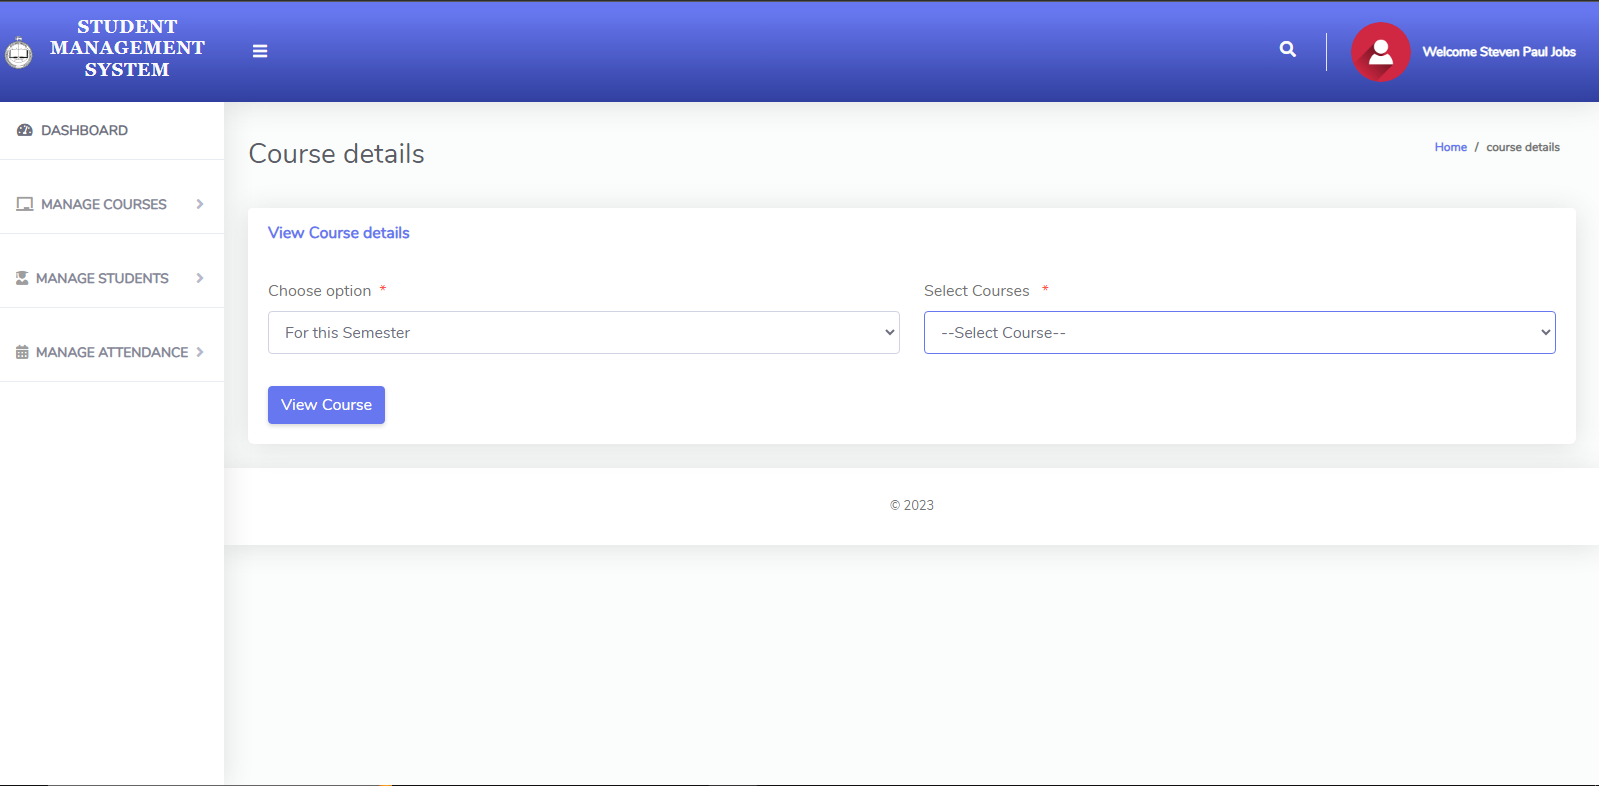 STUDENT
MANAGEMENT
SYSTEM
Welcome Steven Paul Jobs
DASHBOARD
MANAGE COURSES
MANAGE STUDENTS
MANAGE ATTENDANCE
Course details
Home / course details
View Course details
Choose option *
Select Courses *
For this Semester
--Select Course--
View Course
© 2023